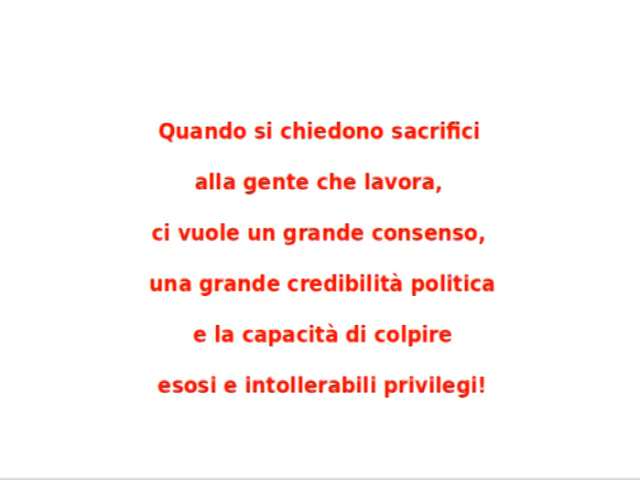 Quando si chiedono sacrifici
alla gente che lavora,
ci vuole un grande consenso,
una grande credibilità politica
e la capacità di colpire
esosi e intollerabili privilegi!